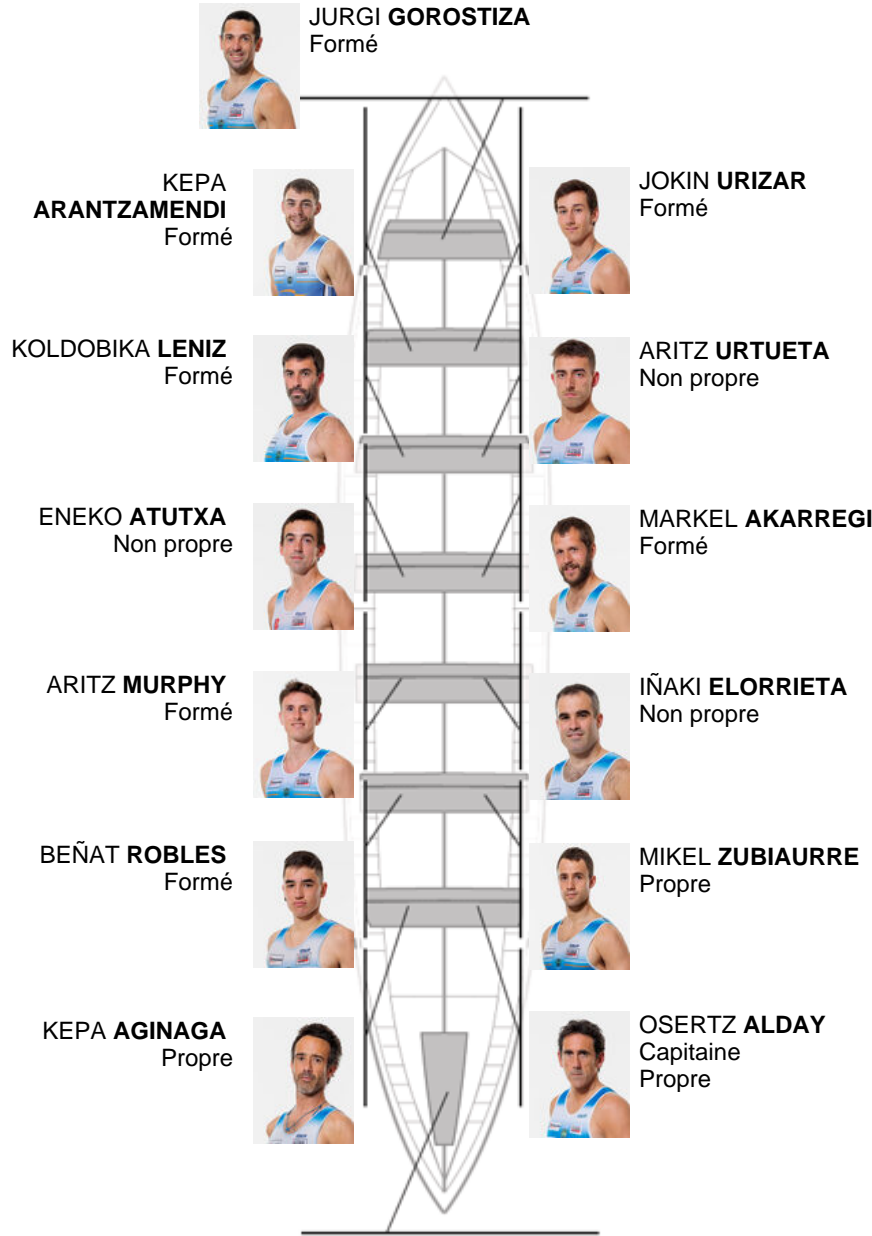 JURGI GOROSTIZA
Formé
KEPA
ARANTZAMENDI
Formé
JOKIN URIZAR
Formé
KOLDOBIKA LENIZ
Formé
ARITZ URTUETA
Non propre
ENEKO ATUTXA
Non propre
MARKEL AKARREGI
Formé
ARITZ MURPHY
Formé
IÑAKI ELORRIETA
Non propre
BEÑAT ROBLES
Formé
MIKEL ZUBIAURRE
Propre
KEPA AGINAGA
Propre
OSERTZ ALDAY
Capitaine
Propre